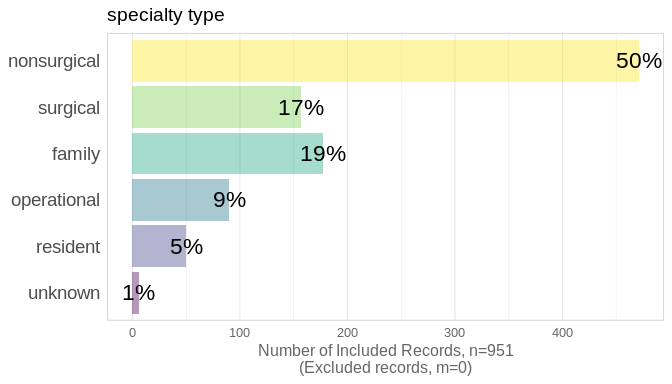 specialty type
nonsurgical 50%
surgical 17%
family 19%
operational 9%
resident 5%
unknown 1%
0 100 200 300 400
Number of Included Records, n=951
(Excluded records, m=0)